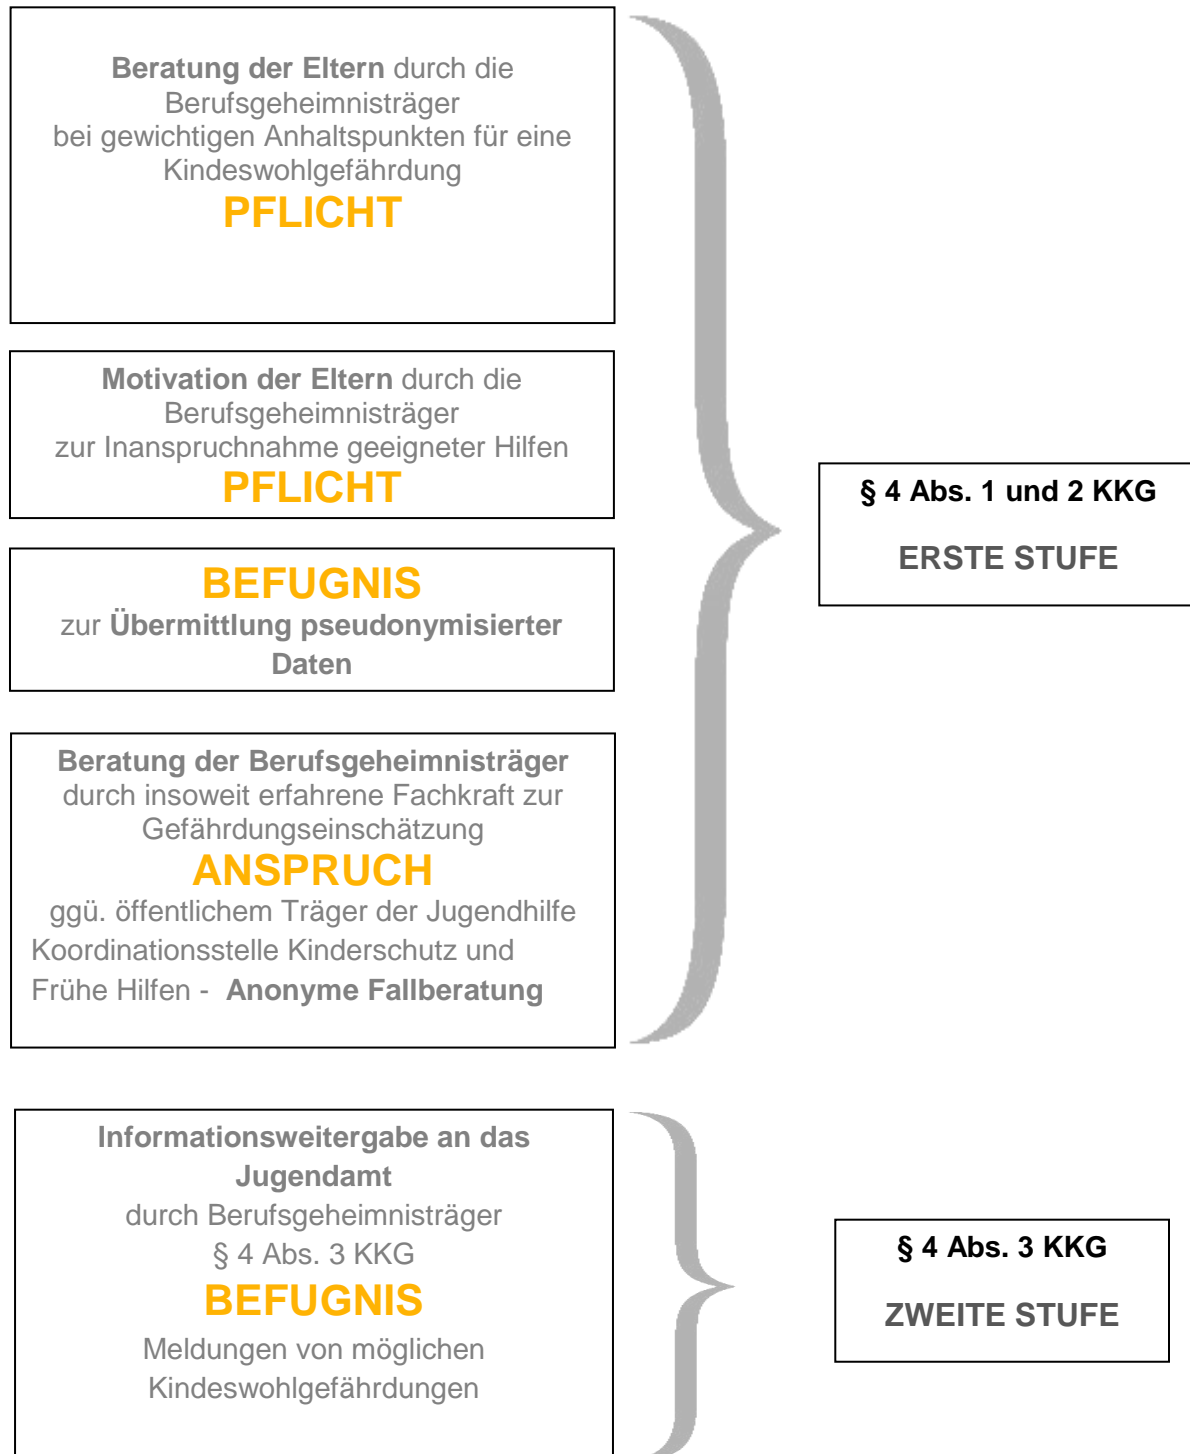 Beratung der Eltern durch die
Berufsgeheimnisträger
bei gewichtigen Anhaltspunkten für eine
Kindeswohlgefährdung
PFLICHT
Motivation der Eltern durch die
Berufsgeheimnisträger
zur Inanspruchnahme geeigneter Hilfen
PFLICHT
BEFUGNIS
zur Übermittlung pseudonymisierter
Daten
Beratung der Berufsgeheimnisträger
durch insoweit erfahrene Fachkraft zur
Gefährdungseinschätzung
ANSPRUCH
ggü. öffentlichem Träger der Jugendhilfe
Koordinationsstelle Kinderschutz und
Frühe Hilfen - Anonyme Fallberatung
§ 4 Abs. 1 und 2 KKG
ERSTE STUFE
Informationsweitergabe an das
Jugendamt
durch Berufsgeheimnisträger
§ 4 Abs. 3 KKG
BEFUGNIS
Meldungen von möglichen
Kindeswohlgefährdungen
§ 4 Abs. 3 KKG
ZWEITE STUFE